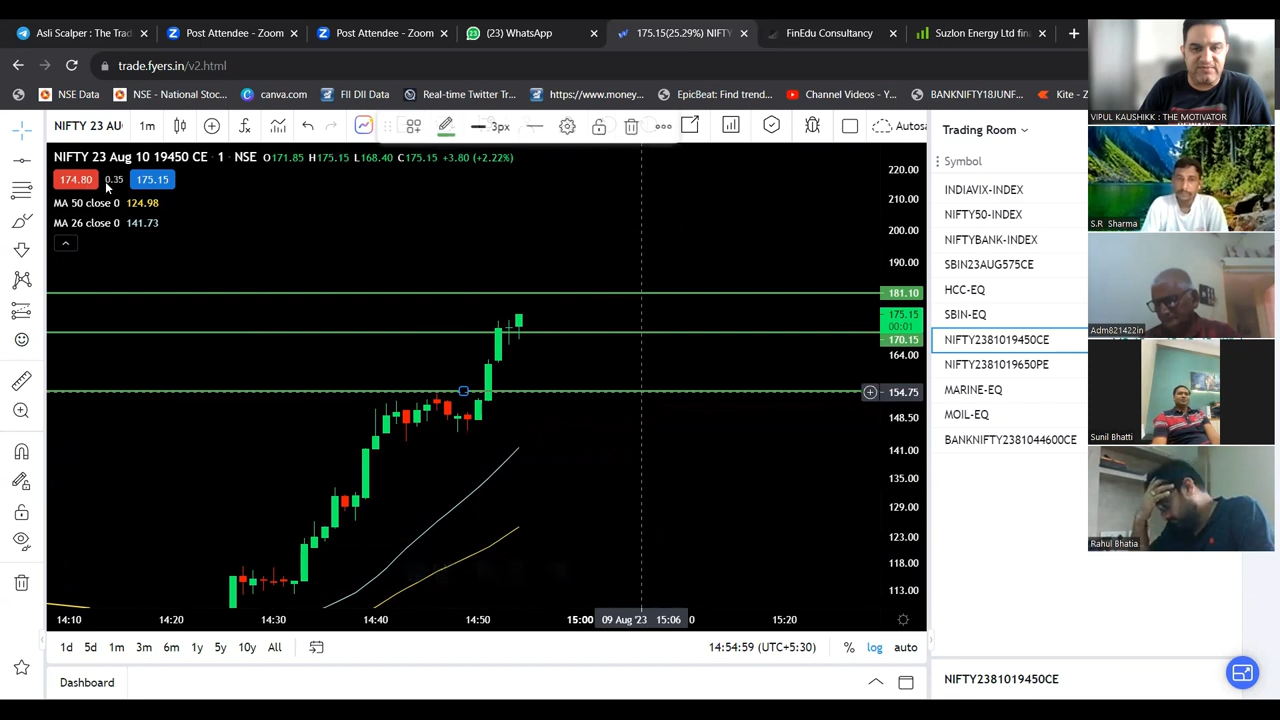 Asli Scalper : The Trad
Post Attendee - Zoom
Post Attendee - Zoom
(23) WhatsApp
175.15(25.29%) NIFTY
FinEdu Consultancy
Suzlon Energy Ltd fin
trade.fyers.in/v2.html
NSE Data
NSE - National Stoc...
canva.com
FII DII Data
Real-time Twitter Tr...
https://www.money...
EpicBeat: Find trend...
Channel Videos - Y...
BANKNIFTY18JUNF...
Kite - Z
NIFTY 23 AU
1m
3px
Autos
NIFTY 23 Aug 10 19450 CE · 1 · NSE O171.85 H175.15 L168.40 C175.15 +3.80 (+2.22%)
174.80
0.35
175.15
MA 50 close 0 124.98
MA 26 close 0 141.73
220.00
210.00
200.00
190.00
181.10
175.15
00:01
170.15
164.00
154.75
148.50
141.00
135.00
129.00
123.00
118.00
113.00
14:10
14:20
14:30
14:40
14:50
15:00
09 Aug '23 15:06
0
15:20
1d
5d
1m
3m
6m
1y
5y
10y
All
14:54:59 (UTC+5:30)
%
log
auto
Dashboard
Trading Room
Symbol
INDIAVIX-INDEX
NIFTY50-INDEX
NIFTYBANK-INDEX
SBIN23AUG575CE
HCC-EQ
SBIN-EQ
NIFTY2381019450CE
NIFTY2381019650PE
MARINE-EQ
MOIL-EQ
BANKNIFTY2381044600CE
NIFTY2381019450CE
VIPUL KAUSHIKK : THE MOTIVATOR
S.R Sharma
Adm821422in
Sunil Bhatti
Rahul Bhatia